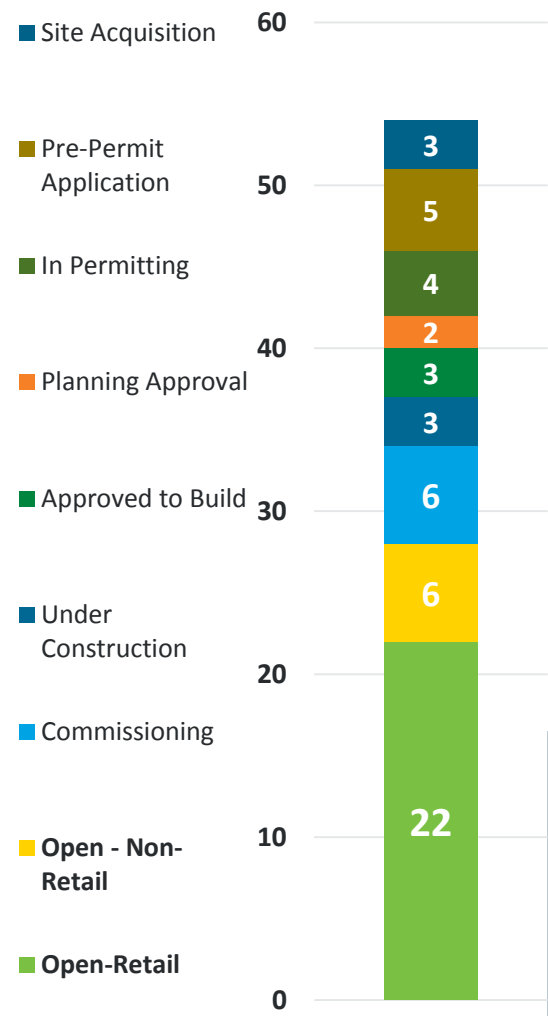 Site Acquisition
Pre-Permit
Application
In Permitting
Planning Approval
Approved to Build
Under
Construction
Commissioning
Open - Non-
Retail
Open-Retail
60
50
40
30
20
10
0
3
5
4
2
3
3
6
6
22